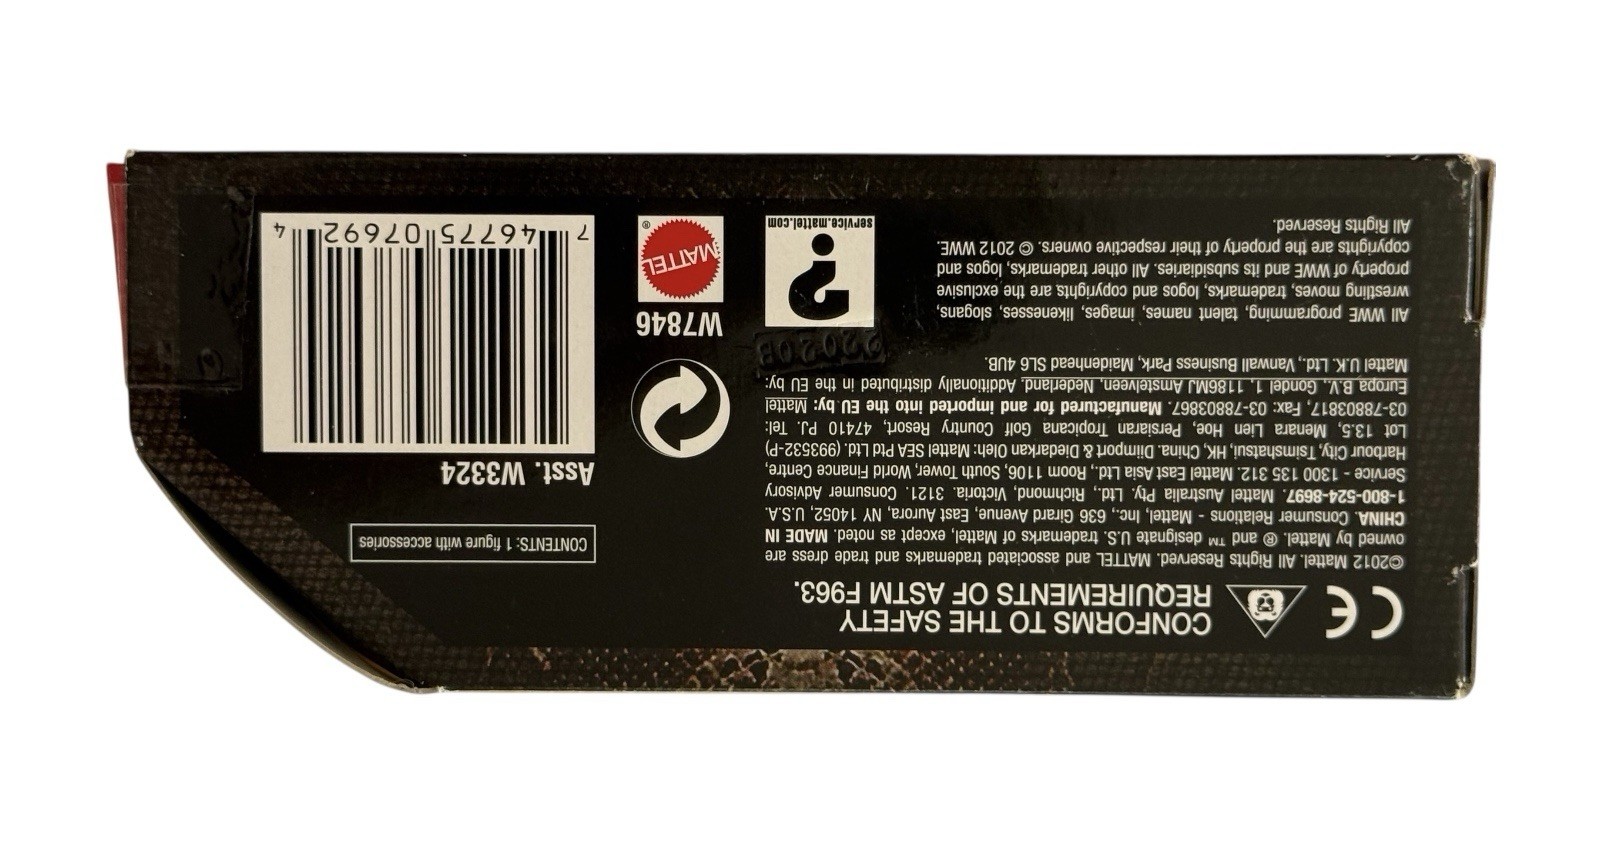 CE
CONFORMS TO THE SAFETY
REQUIREMENTS OF ASTM F963.
©2012 Mattel. All Rights Reserved. MATTEL and associated trademarks and trade dress are
owned by Mattel. ® and ™ designate U.S. trademarks of Mattel, except as noted. MADE IN
CHINA. Consumer Relations - Mattel, Inc., 636 Girard Avenue, East Aurora, NY 14052, U.S.A.
1-800-524-8697. Mattel Australia Pty. Ltd., Richmond, Victoria. 3121. Consumer Advisory
Service - 1300 135 312. Mattel East Asia Ltd., Room 1106, South Tower, World Finance Centre,
Harbour City, Tsimshatsui, HK, China. Diimport & Diedarkan Oleh: Mattel SEA Ptd Ltd. (993532-P)
Lot 13.5, Menara Lien Hoe, Persiaran Tropicana Golf Country Resort, 47410 PJ. Tel:
03-78803817, Fax: 03-78803867. Manufactured for and imported into the EU by: Mattel
Europa B.V., Gondel 1, 1186MJ Amstelveen, Nederland. Additionally distributed in the EU by:
Mattel U.K. Ltd., Vanwall Business Park, Maidenhead SL6 4UB.
All WWE programming, talent names, images, likenesses, slogans,
wrestling moves, trademarks, logos and copyrights are the exclusive
property of WWE and its subsidiaries. All other trademarks, logos and
copyrights are the property of their respective owners. © 2012 WWE.
All Rights Reserved.
CONTENTS: 1 figure with accessories
Asst. W3324
7 46775 07692 4
W7846
MATTEL
®
?
service.mattel.com